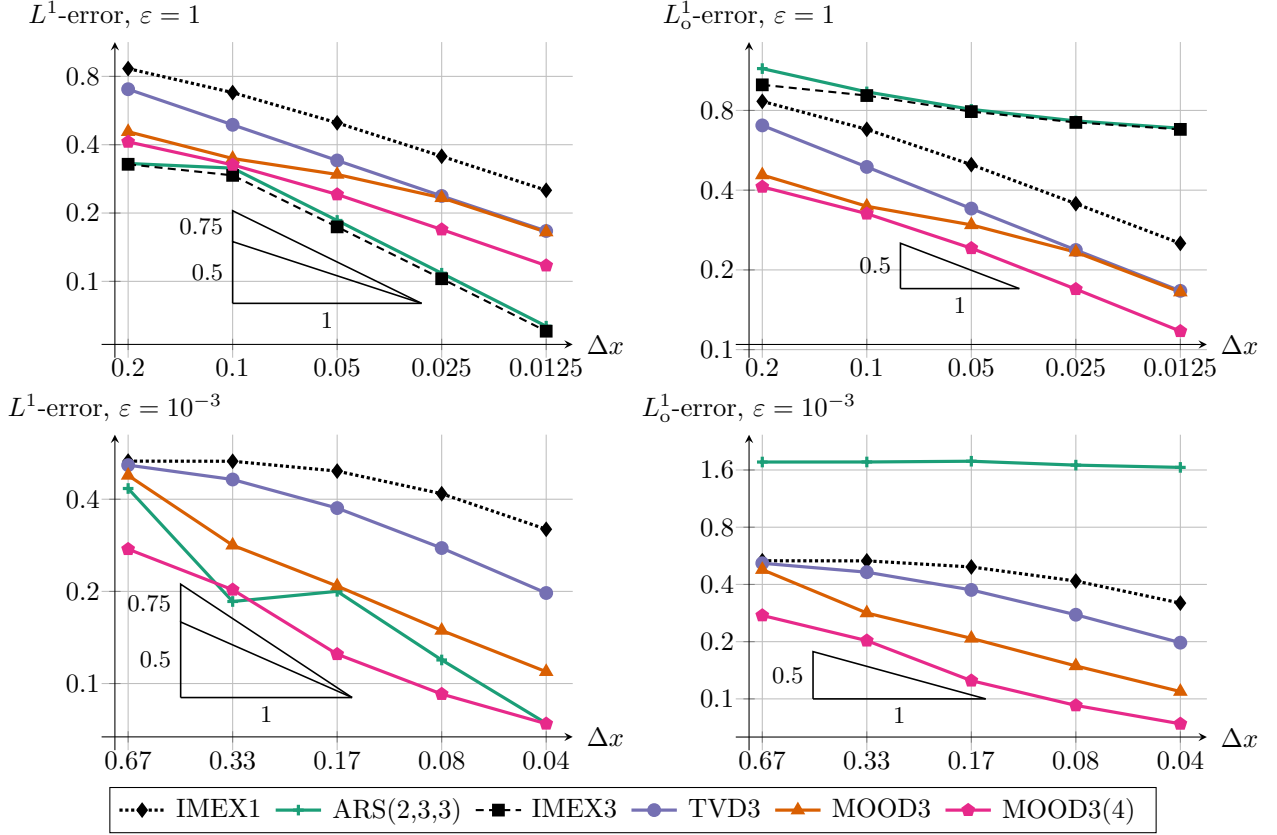 L¹-error, ε = 1
0.8
0.4
0.2
0.1
0.75
0.5
1
0.2 0.1 0.05 0.025 0.0125
Δx
L¹ₒ-error, ε = 1
0.8
0.4
0.2
0.1
0.5
1
0.2 0.1 0.05 0.025 0.0125
Δx
L¹-error, ε = 10⁻³
0.4
0.2
0.1
0.75
0.5
1
0.67 0.33 0.17 0.08 0.04
Δx
L¹ₒ-error, ε = 10⁻³
1.6
0.8
0.4
0.2
0.1
0.5
1
0.67 0.33 0.17 0.08 0.04
Δx
IMEX1 ARS(2,3,3) IMEX3 TVD3 MOOD3 MOOD3(4)